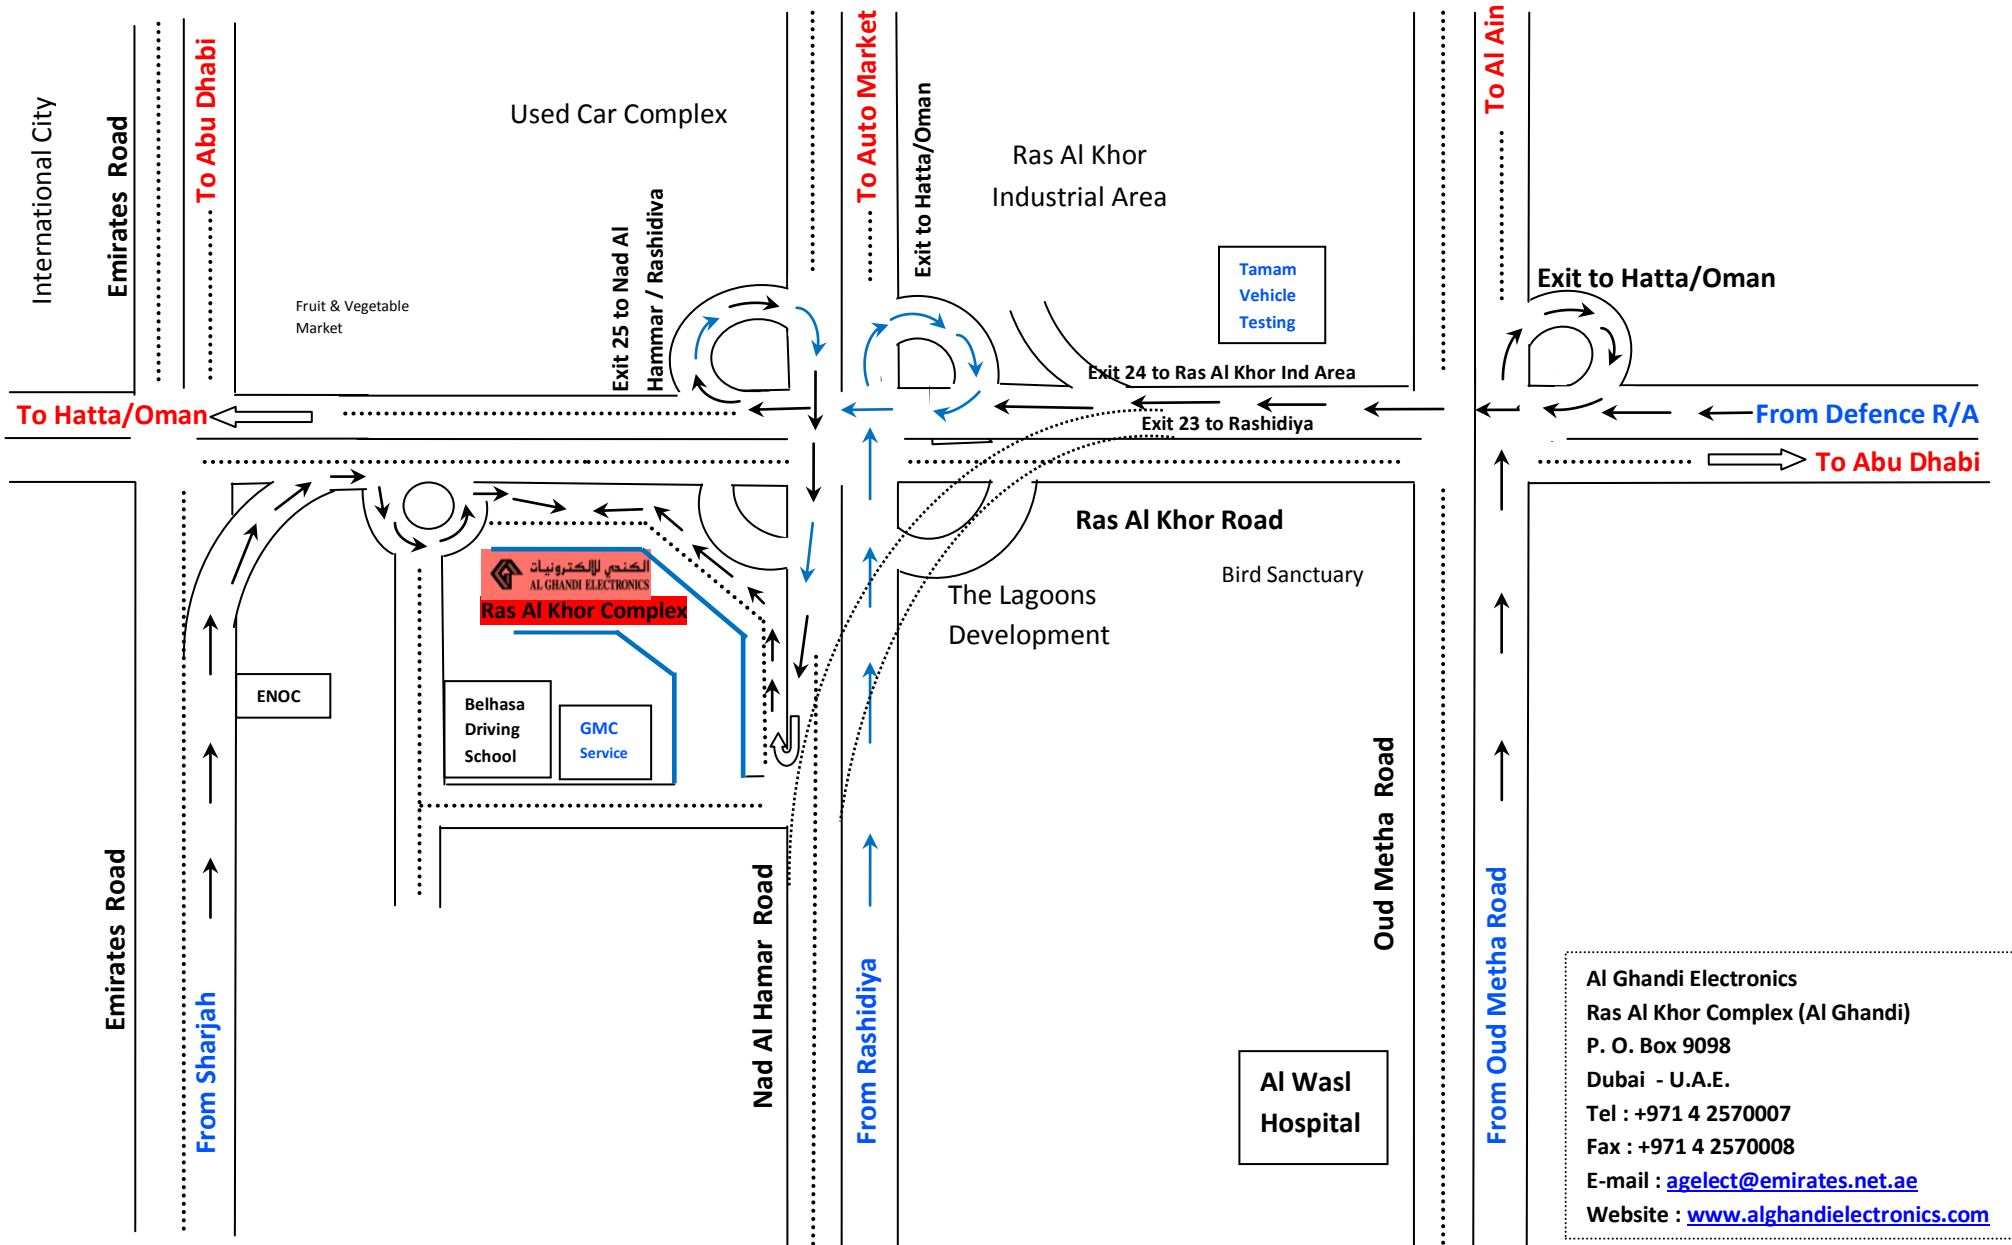 International City
Emirates Road
To Abu Dhabi
Used Car Complex
To Auto Market
Exit to Hatta/Oman
Ras Al Khor
Industrial Area
To Al Ain
Fruit & Vegetable
Market
Exit 25 to Nad Al
Hammar / Rashidiva
Tamam
Vehicle
Testing
Exit to Hatta/Oman
Exit 24 to Ras Al Khor Ind Area
To Hatta/Oman
Exit 23 to Rashidiya
From Defence R/A
To Abu Dhabi
Ras Al Khor Road
الكندي للإلكترونيات
AL GHANDI ELECTRONICS
Ras Al Khor Complex
The Lagoons
Development
Bird Sanctuary
ENOC
Belhasa
Driving
School
GMC
Service
Emirates Road
From Sharjah
Nad Al Hamar Road
From Rashidiya
Oud Metha Road
From Oud Metha Road
Al Wasl
Hospital
Al Ghandi Electronics
Ras Al Khor Complex (Al Ghandi)
P. O. Box 9098
Dubai - U.A.E.
Tel : +971 4 2570007
Fax : +971 4 2570008
E-mail : agelect@emirates.net.ae
Website : www.alghandielectronics.com